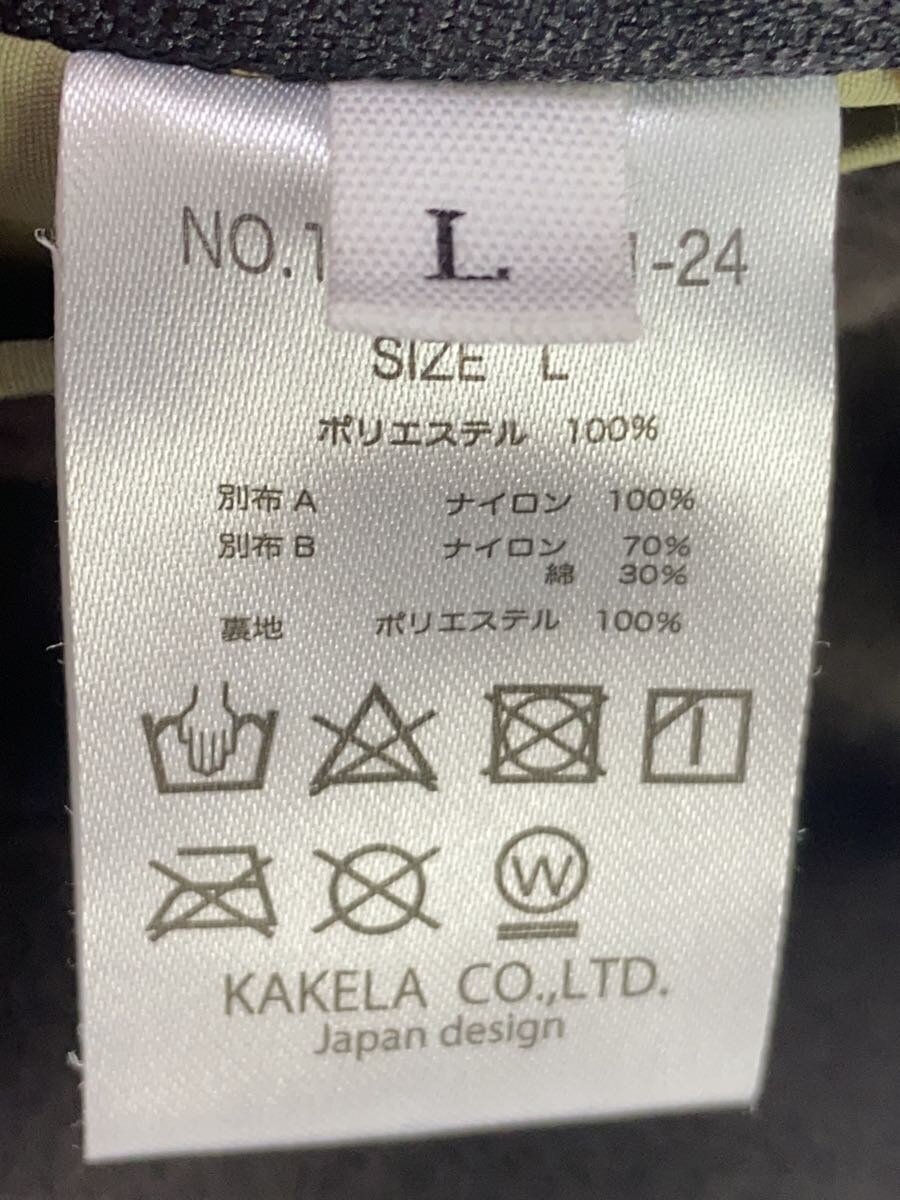 L
NO.1 1-24
SIZE L
ポリエステル 100%
別布 A ナイロン 100%
別布 B ナイロン 70%
綿 30%
裏地 ポリエステル 100%
W
KAKELA CO.,LTD.
Japan design